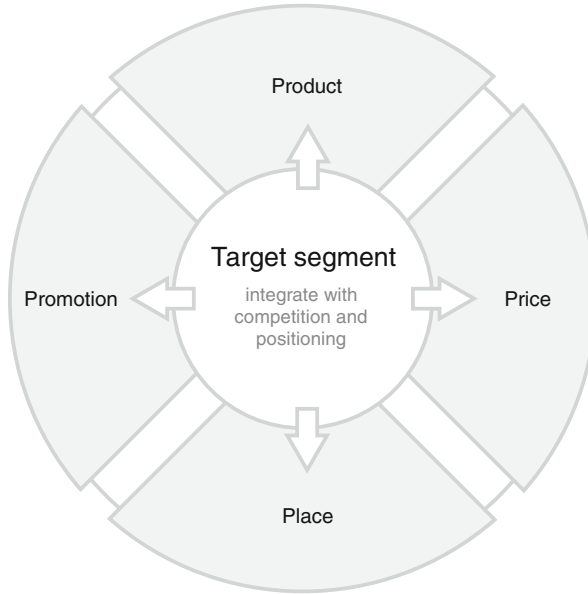 Product
Target segment
integrate with
competition and
positioning
Promotion
Price
Place